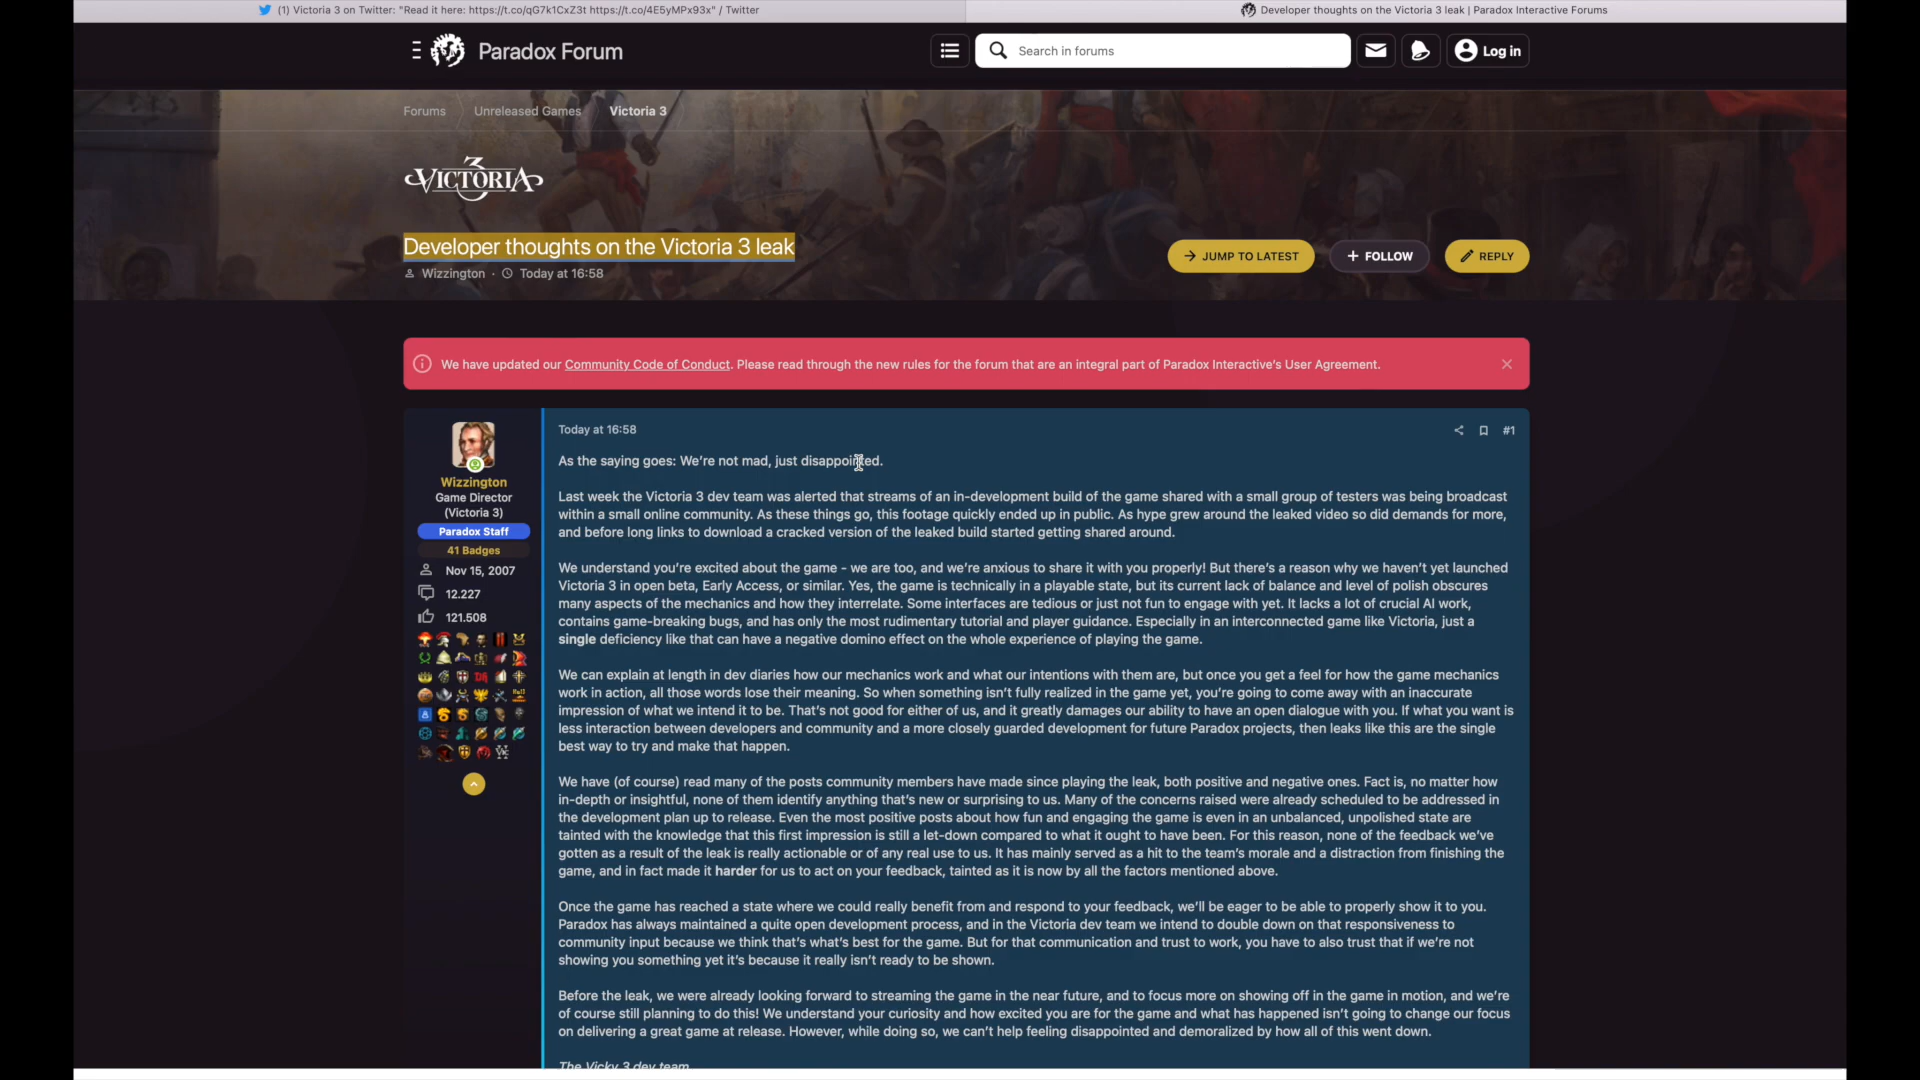 (1) Victoria 3 on Twitter: "Read it here: https://t.co/qG7k1CxZ3t https://t.co/4E5yMPx93x" / Twitter
Developer thoughts on the Victoria 3 leak | Paradox Interactive Forums
Paradox Forum
Search in forums
Log in
Forums
Unreleased Games
Victoria 3
VICTORIA
3
Developer thoughts on the Victoria 3 leak
Wizzington · Today at 16:58
JUMP TO LATEST
FOLLOW
REPLY
We have updated our Community Code of Conduct. Please read through the new rules for the forum that are an integral part of Paradox Interactive's User Agreement.
Wizzington
Game Director
(Victoria 3)
Paradox Staff
41 Badges
Nov 15, 2007
12.227
121.508
Today at 16:58
#1
As the saying goes: We're not mad, just disappointed.
Last week the Victoria 3 dev team was alerted that streams of an in-development build of the game shared with a small group of testers was being broadcast
within a small online community. As these things go, this footage quickly ended up in public. As hype grew around the leaked video so did demands for more,
and before long links to download a cracked version of the leaked build started getting shared around.
We understand you're excited about the game - we are too, and we're anxious to share it with you properly! But there's a reason why we haven't yet launched
Victoria 3 in open beta, Early Access, or similar. Yes, the game is technically in a playable state, but its current lack of balance and level of polish obscures
many aspects of the mechanics and how they interrelate. Some interfaces are tedious or just not fun to engage with yet. It lacks a lot of crucial AI work,
contains game-breaking bugs, and has only the most rudimentary tutorial and player guidance. Especially in an interconnected game like Victoria, just a
single deficiency like that can have a negative domino effect on the whole experience of playing the game.
We can explain at length in dev diaries how our mechanics work and what our intentions with them are, but once you get a feel for how the game mechanics
work in action, all those words lose their meaning. So when something isn't fully realized in the game yet, you're going to come away with an inaccurate
impression of what we intend it to be. That's not good for either of us, and it greatly damages our ability to have an open dialogue with you. If what you want is
less interaction between developers and community and a more closely guarded development for future Paradox projects, then leaks like this are the single
best way to try and make that happen.
We have (of course) read many of the posts community members have made since playing the leak, both positive and negative ones. Fact is, no matter how
in-depth or insightful, none of them identify anything that's new or surprising to us. Many of the concerns raised were already scheduled to be addressed in
the development plan up to release. Even the most positive posts about how fun and engaging the game is even in an unbalanced, unpolished state are
tainted with the knowledge that this first impression is still a let-down compared to what it ought to have been. For this reason, none of the feedback we've
gotten as a result of the leak is really actionable or of any real use to us. It has mainly served as a hit to the team's morale and a distraction from finishing the
game, and in fact made it harder for us to act on your feedback, tainted as it is now by all the factors mentioned above.
Once the game has reached a state where we could really benefit from and respond to your feedback, we'll be eager to be able to properly show it to you.
Paradox has always maintained a quite open development process, and in the Victoria dev team we intend to double down on that responsiveness to
community input because we think that's what's best for the game. But for that communication and trust to work, you have to also trust that if we're not
showing you something yet it's because it really isn't ready to be shown.
Before the leak, we were already looking forward to streaming the game in the near future, and to focus more on showing off in the game in motion, and we're
of course still planning to do this! We understand your curiosity and how excited you are for the game and what has happened isn't going to change our focus
on delivering a great game at release. However, while doing so, we can't help feeling disappointed and demoralized by how all of this went down.
The Vicky 3 dev team